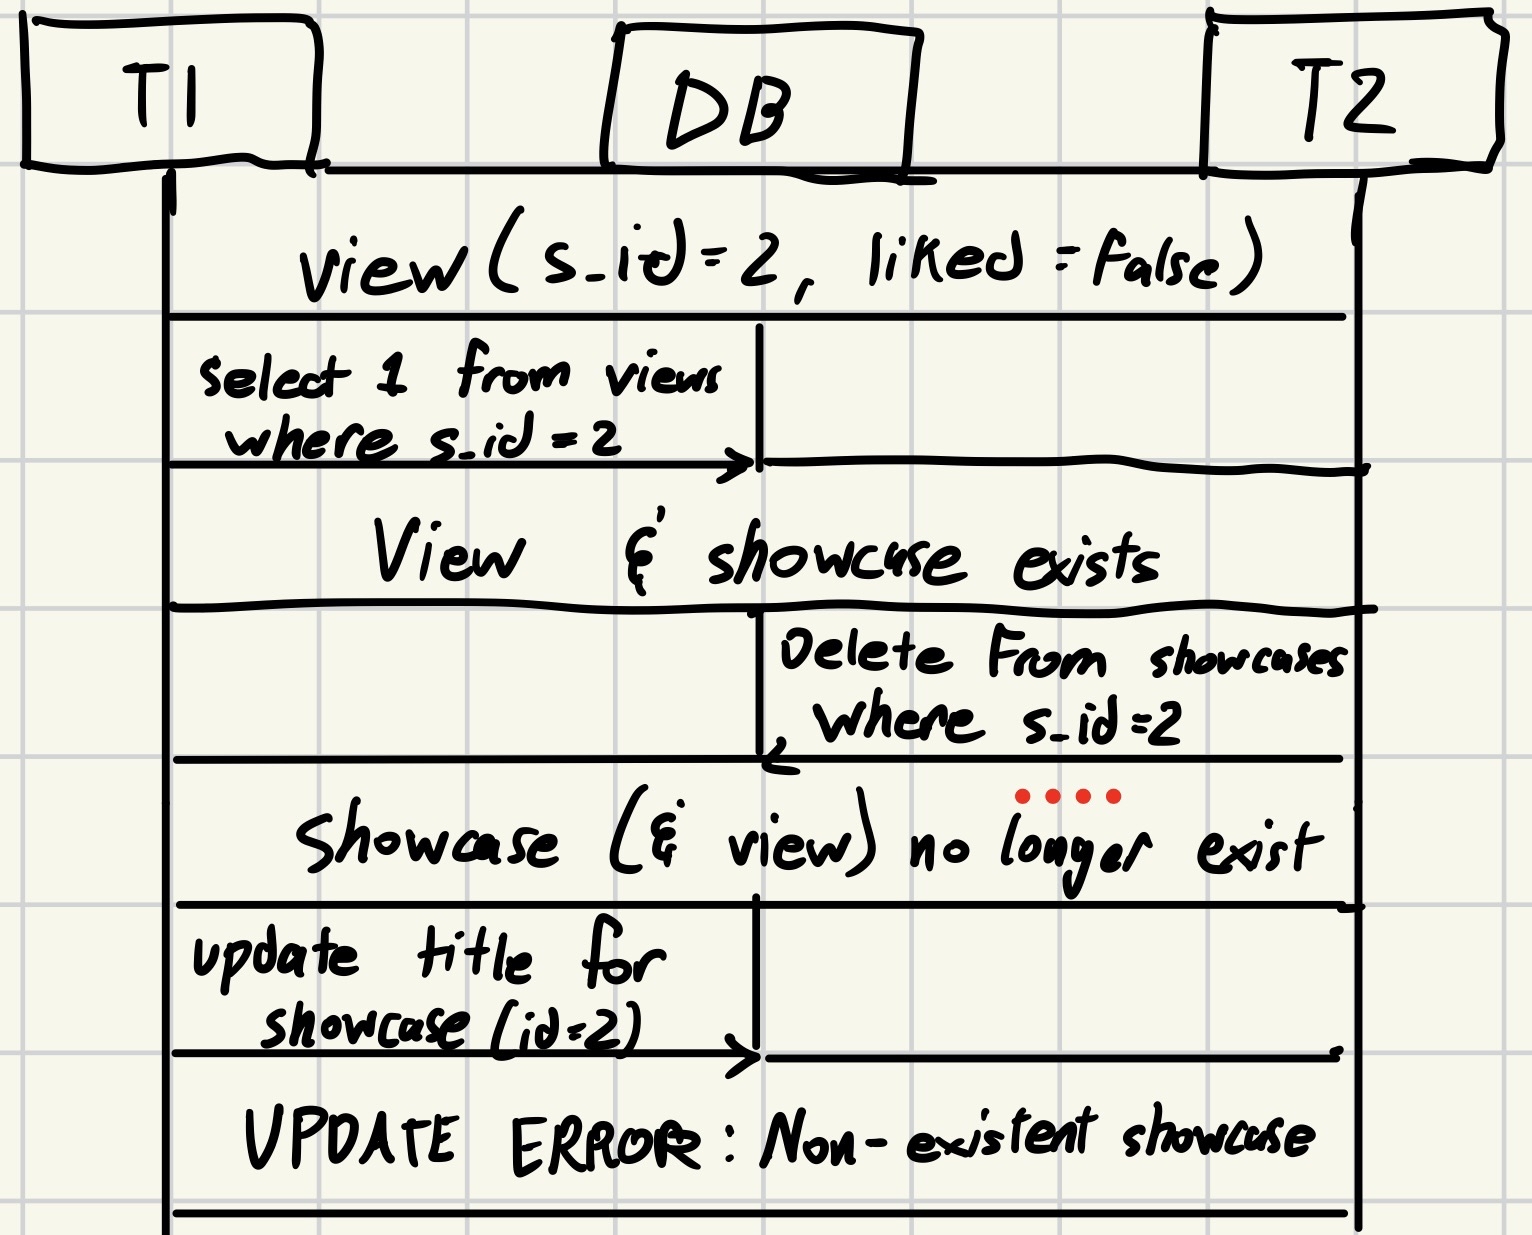 T1
DB
T2
view (s_id=2, liked=false)
select 1 from views
where s_id=2
View & showcase exists
Delete From showcases
where s_id=2
Showcase (& view) no longer exist
update title for
showcase (id=2)
UPDATE ERROR: Non-existent showcase